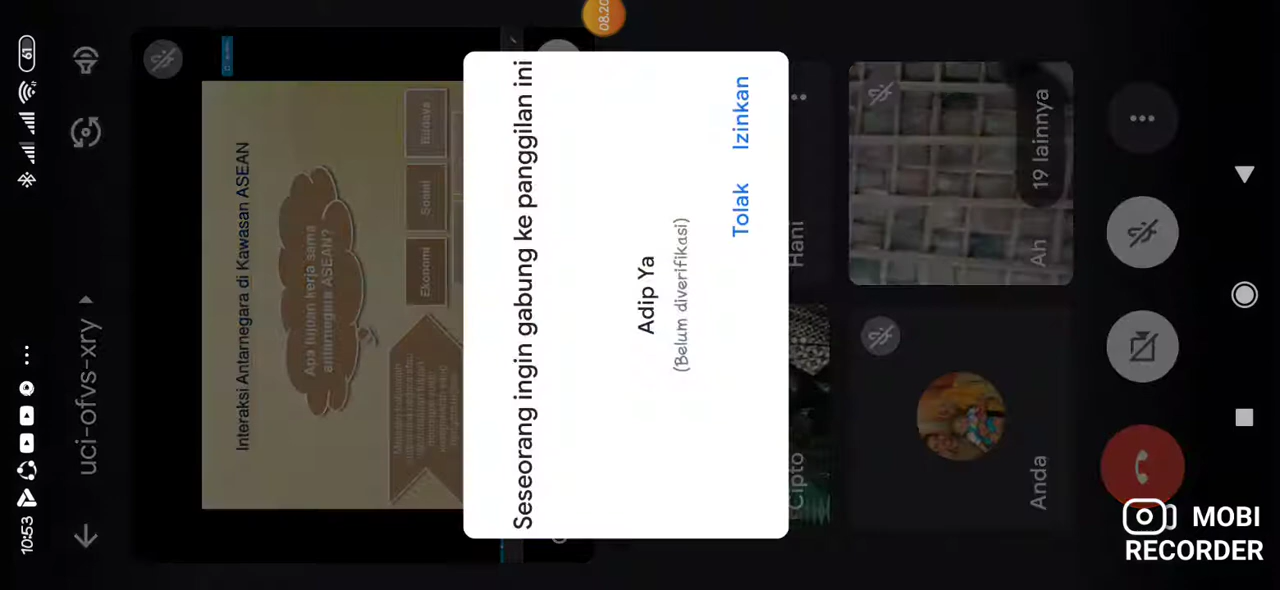 10:53
61
uci-ofvs-xry
Interaksi Antarnegara di Kawasan ASEAN
Apa tujuan kerja sama
antarnegara ASEAN?
Ekonomi
Sosial
Budaya
Seseorang ingin gabung ke panggilan ini
Adip Ya
(Belum diverifikasi)
Tolak Izinkan
Cipto
Hani
Anda
Ah
19 lainnya
08.20
MOBI
RECORDER